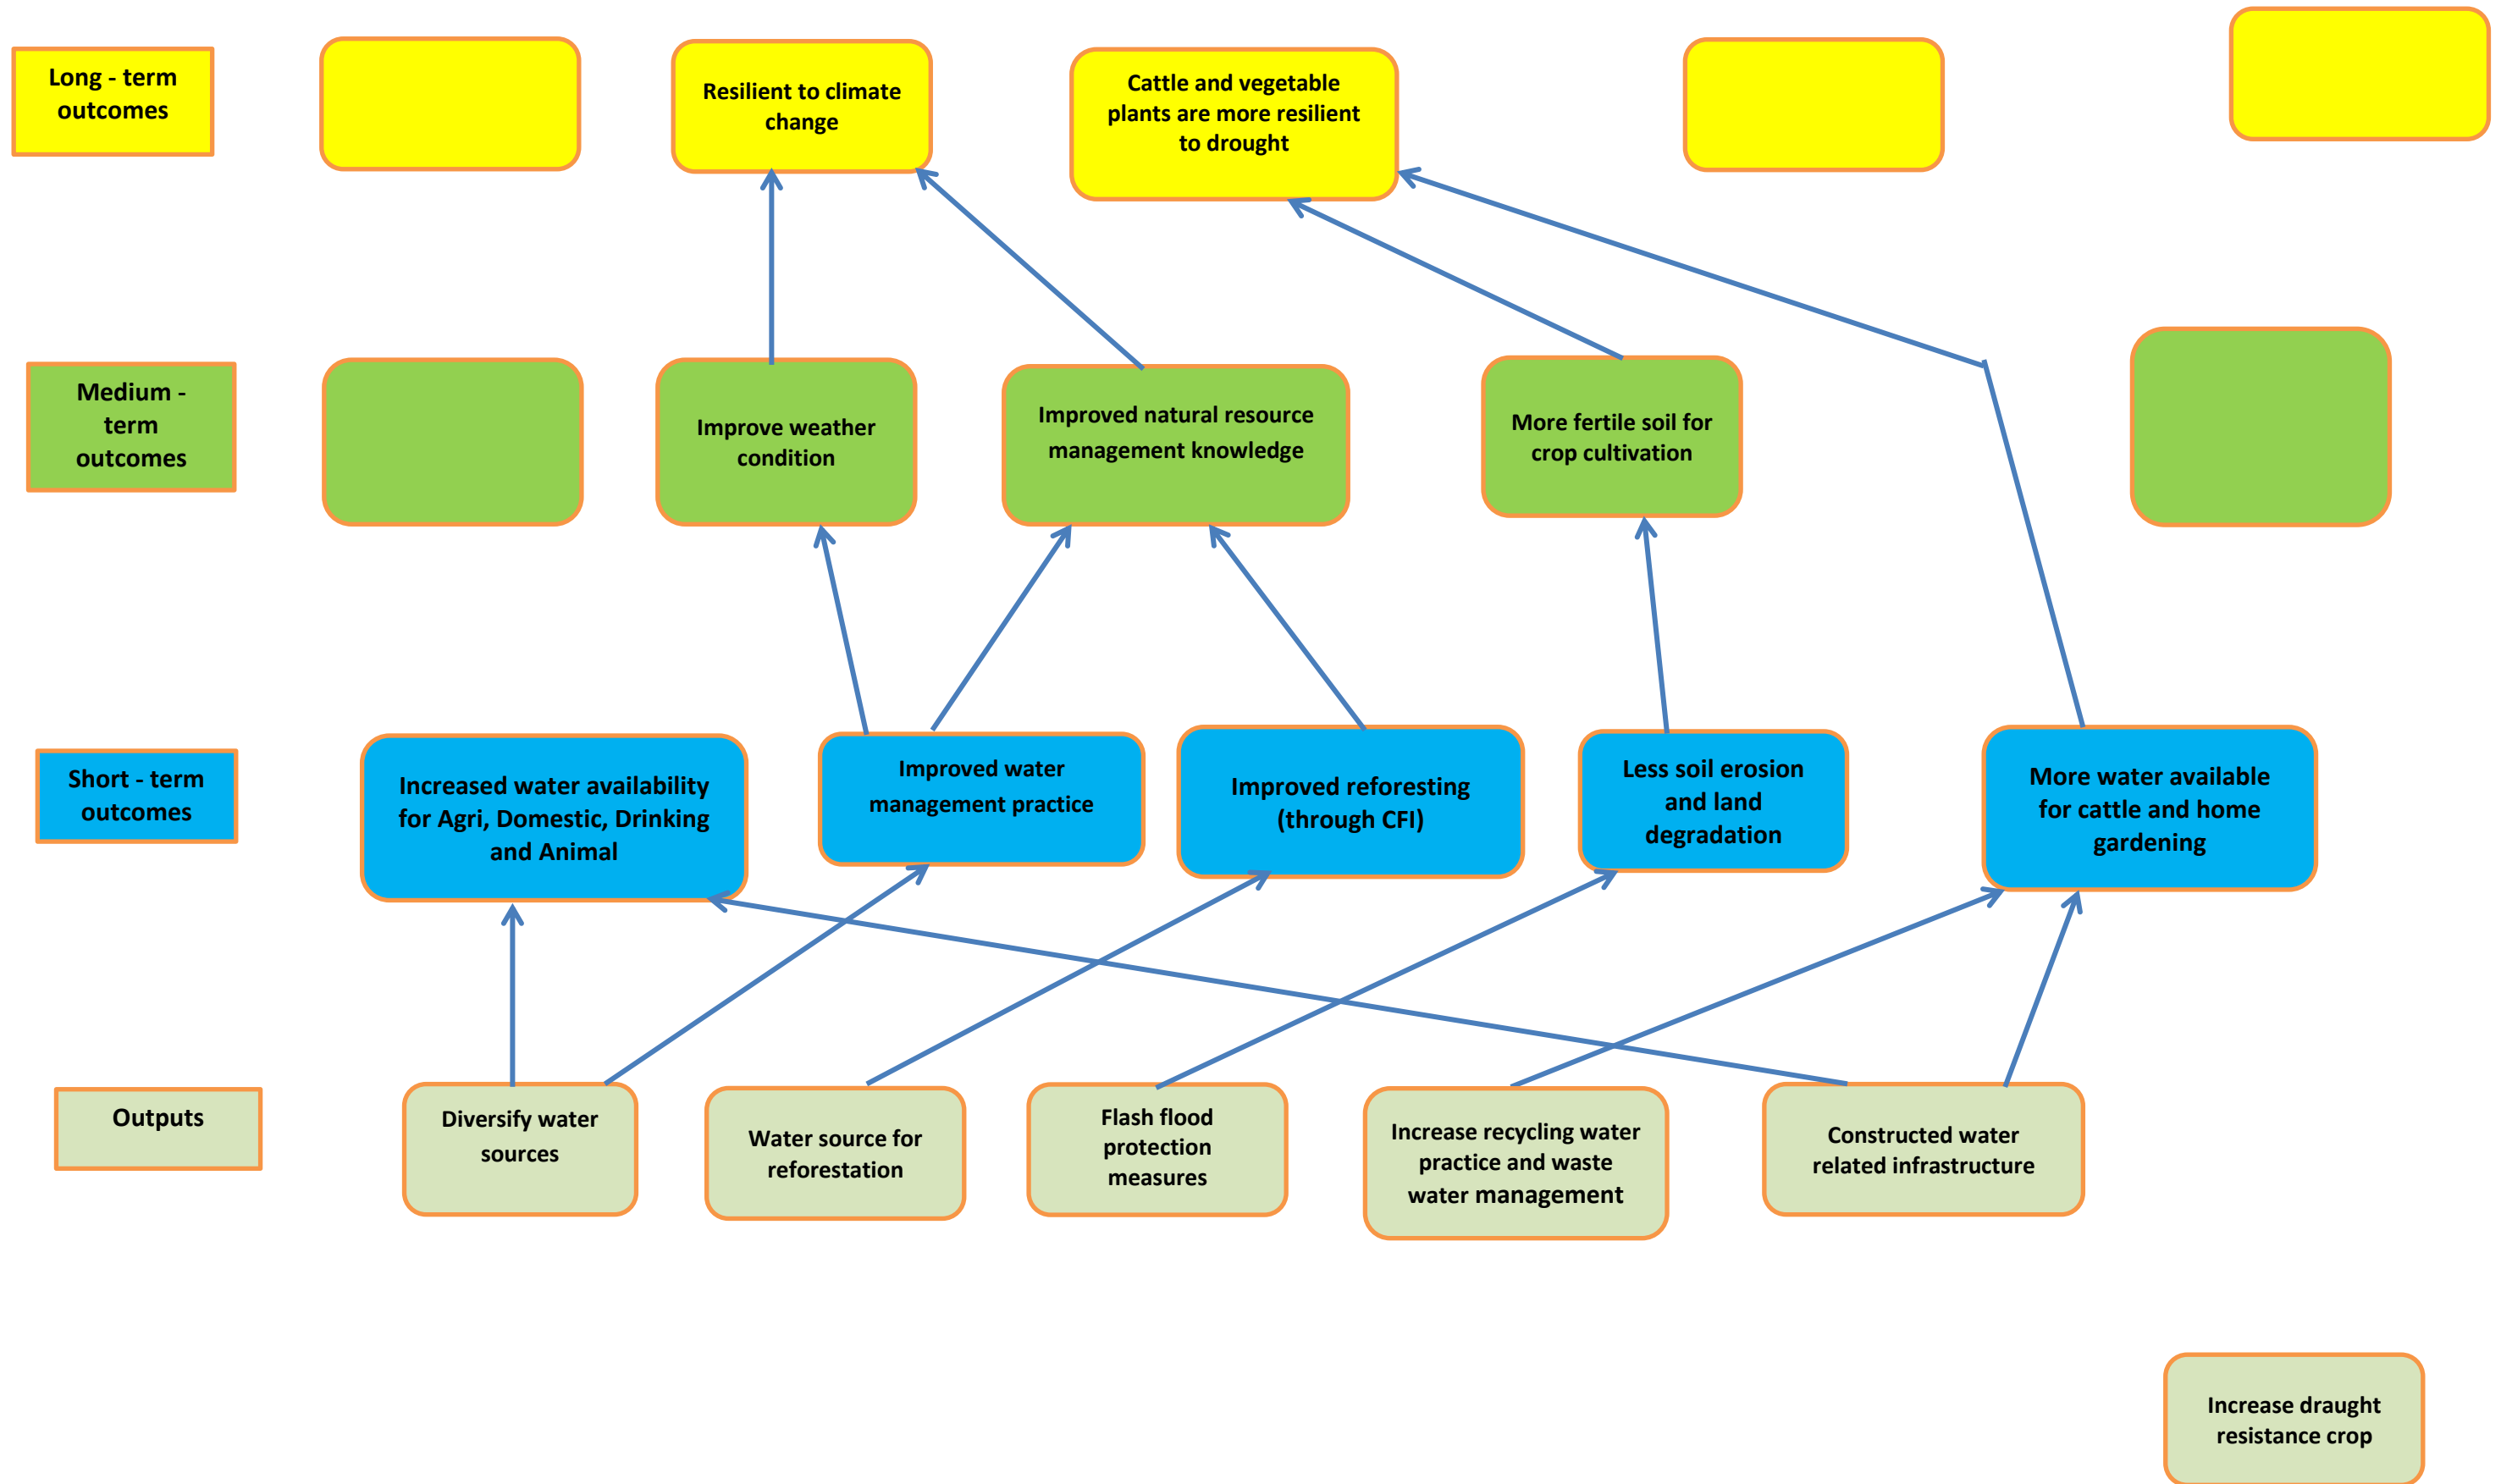 Long - term
outcomes
Resilient to climate
change
Cattle and vegetable
plants are more resilient
to drought
Medium -
term
outcomes
Improve weather
condition
Improved natural resource
management knowledge
More fertile soil for
crop cultivation
Short - term
outcomes
Increased water availability
for Agri, Domestic, Drinking
and Animal
Improved water
management practice
Improved reforesting
(through CFI)
Less soil erosion
and land
degradation
More water available
for cattle and home
gardening
Outputs
Diversify water
sources
Water source for
reforestation
Flash flood
protection
measures
Increase recycling water
practice and waste
water management
Constructed water
related infrastructure
Increase draught
resistance crop